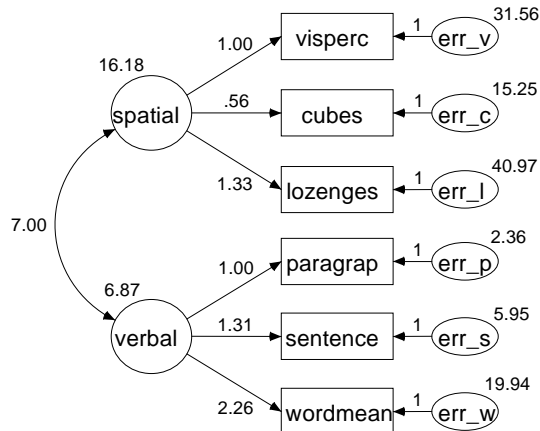 31.56
1.00 visperc 1 err_v
16.18
15.25
spatial .56 cubes 1 err_c
40.97
1.33 lozenges 1 err_l
7.00
2.36
1.00 paragrap 1 err_p
6.87
5.95
verbal 1.31 sentence 1 err_s
19.94
2.26 wordmean 1 err_w